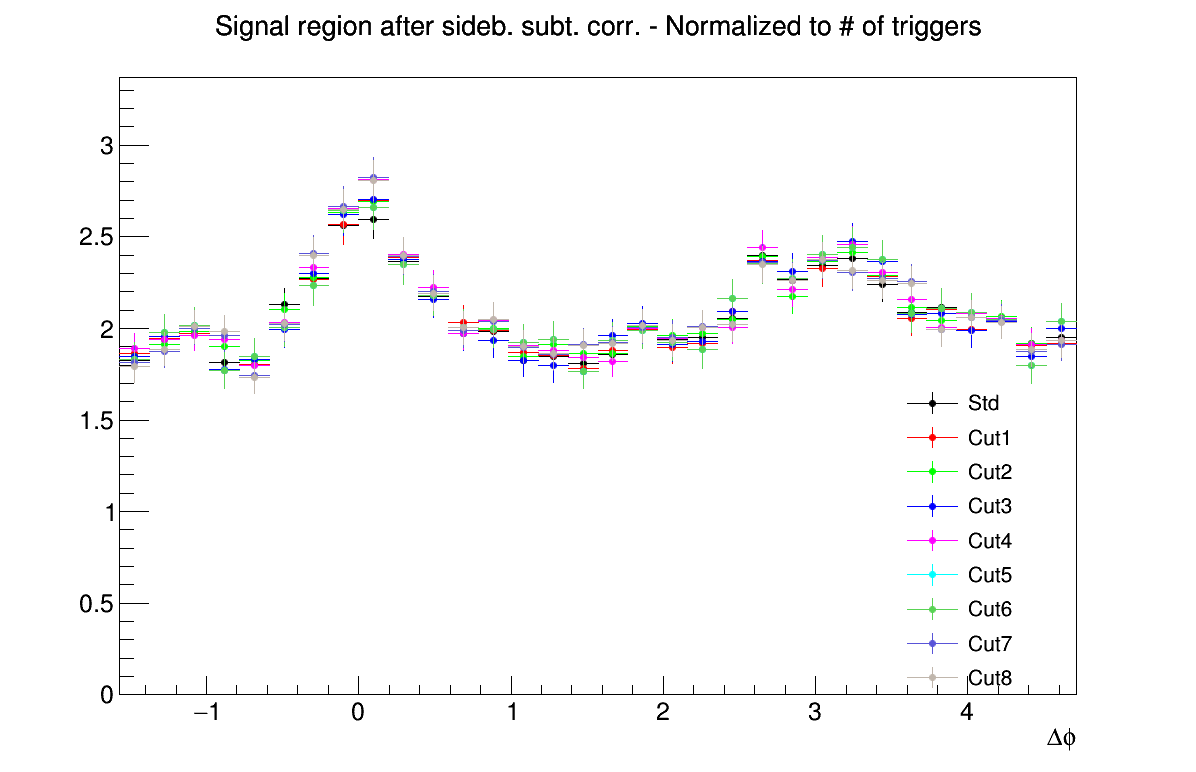 Signal region after sideb. subt. corr. - Normalized to # of triggers
3
2.5
2
1.5
1
0.5
0
Std
Cut1
Cut2
Cut3
Cut4
Cut5
Cut6
Cut7
Cut8
−1 0 1 2 3 4
Δϕ